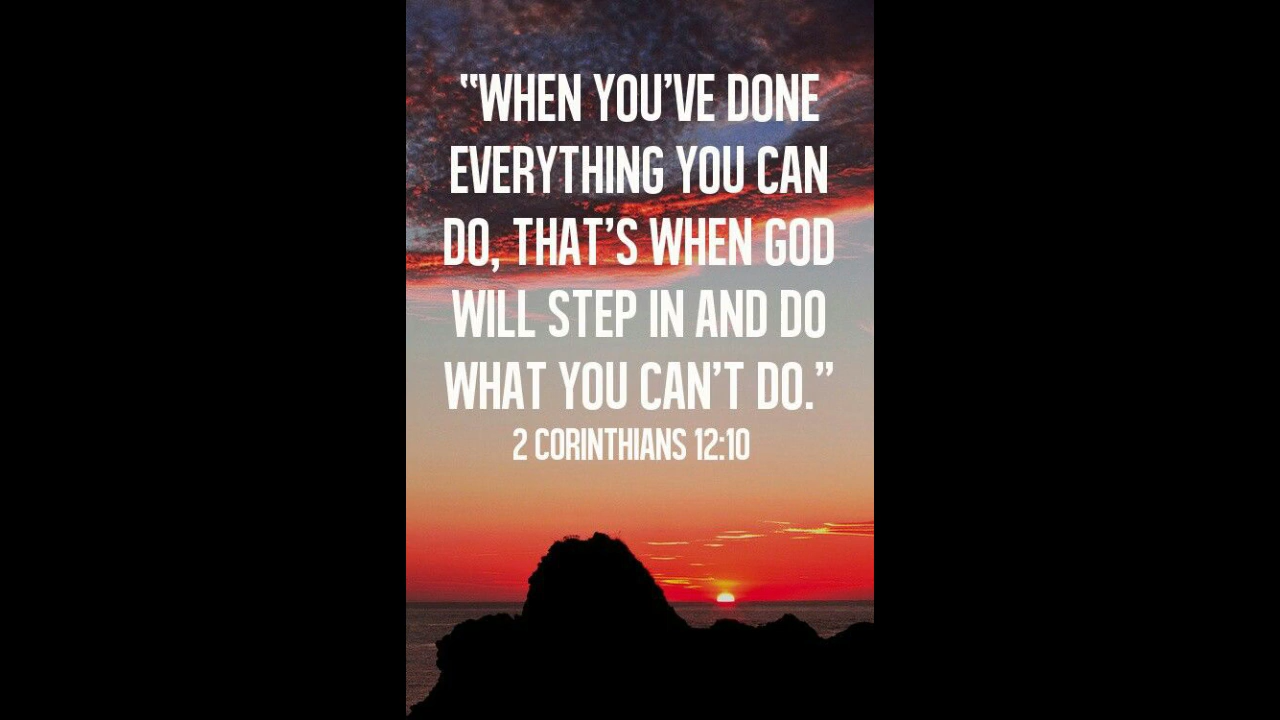 “WHEN YOU’VE DONE
EVERYTHING YOU CAN
DO, THAT’S WHEN GOD
WILL STEP IN AND DO
WHAT YOU CAN’T DO.”
2 CORINTHIANS 12:10